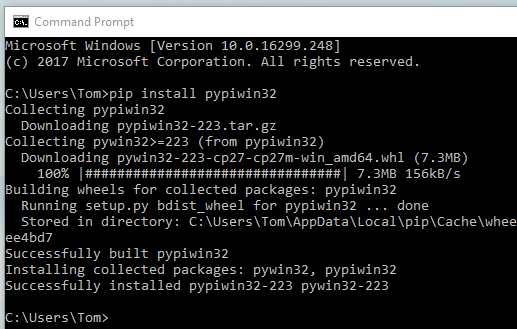 Command Prompt
Microsoft Windows [Version 10.0.16299.248]
(c) 2017 Microsoft Corporation. All rights reserved.
C:\Users\Tom>pip install pypiwin32
Collecting pypiwin32
Downloading pypiwin32-223.tar.gz
Collecting pywin32>=223 (from pypiwin32)
Downloading pywin32-223-cp27-cp27m-win_amd64.whl (7.3MB)
100% |################################| 7.3MB 156kB/s
Building wheels for collected packages: pypiwin32
Running setup.py bdist_wheel for pypiwin32 ... done
Stored in directory: C:\Users\Tom\AppData\Local\pip\Cache\whee
ee4bd7
Successfully built pypiwin32
Installing collected packages: pywin32, pypiwin32
Successfully installed pypiwin32-223 pywin32-223
C:\Users\Tom>